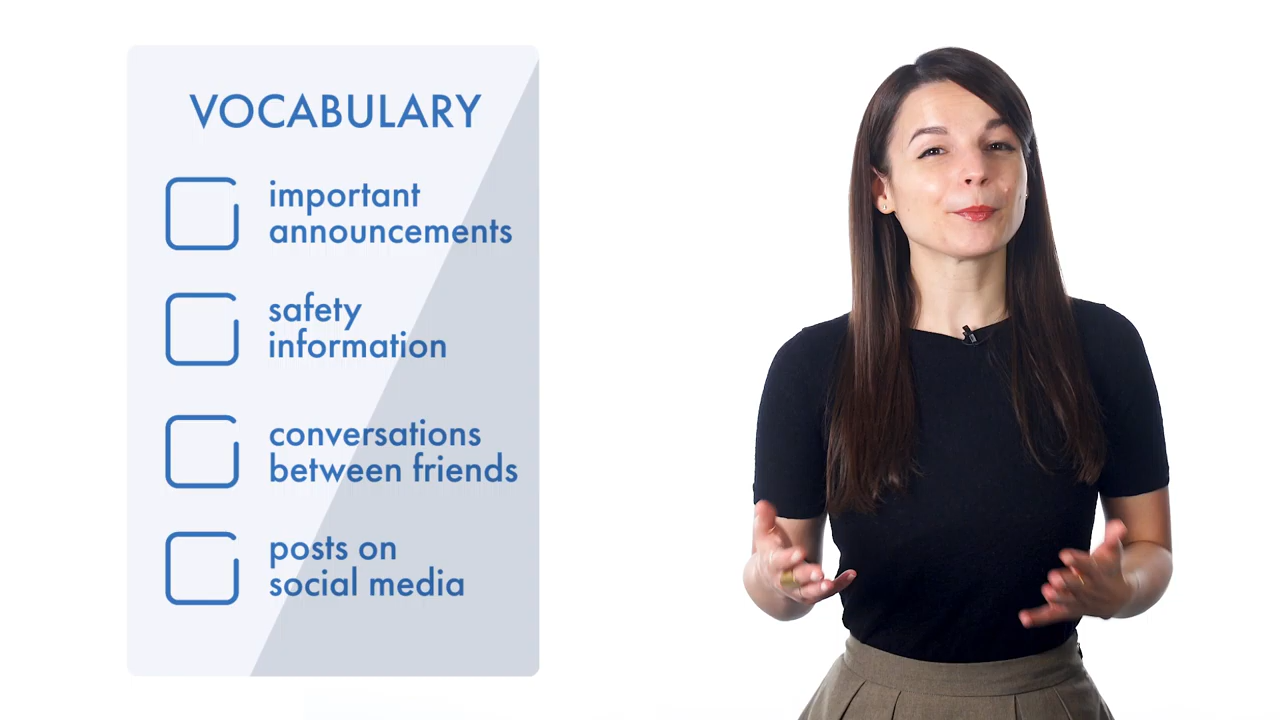 VOCABULARY
important
announcements
safety
information
conversations
between friends
posts on
social media